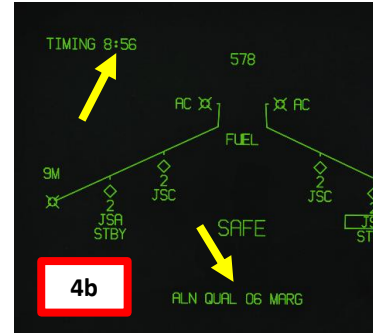 TIMING 8:56
578
AC AC
FUEL
9M
2 2
JSC JSC
2
JSA
STBY
SAFE
ST
4b
ALN QUAL 06 MARG